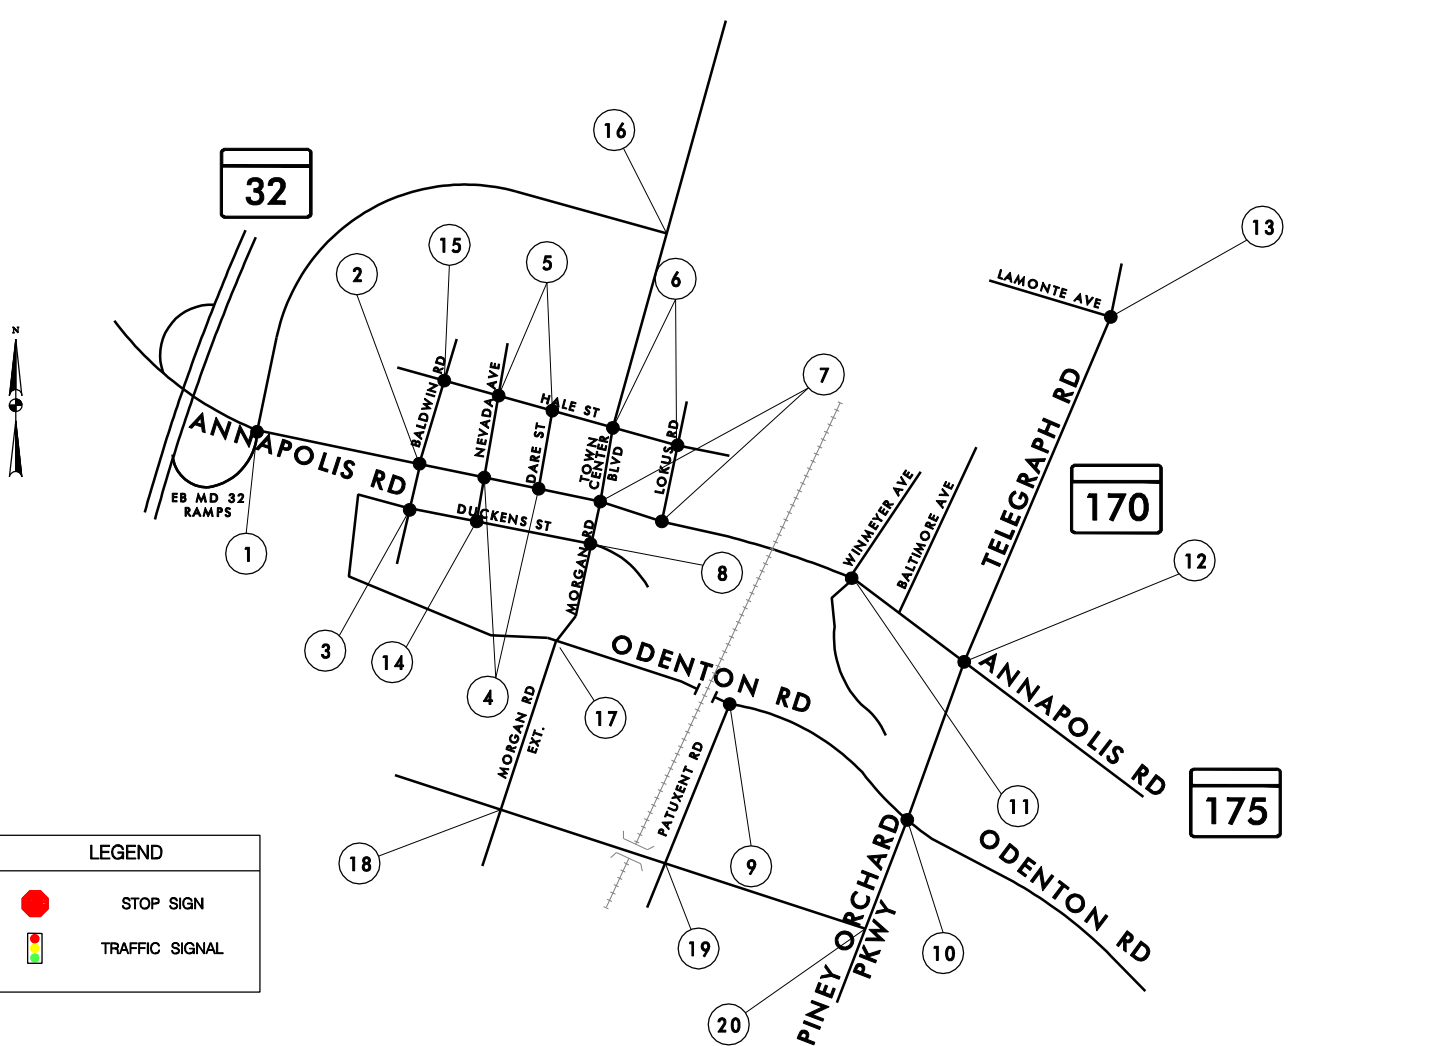 16
32
13
15
5
2
6
LAMONTE AVE
N
BALDWIN RD
NEVADA AVE
7
HALE ST
TELEGRAPH RD
ANNAPOLIS RD
DARE ST
TOWN
CENTER
BLVD
LOKUS RD
EB MD 32
RAMPS
DUCKENS ST
170
WINMEYER AVE
BALTIMORE AVE
1
MORGAN RD
8
12
3
14
4
ODENTON RD
17
ANNAPOLIS RD
MORGAN RD
EXT.
PATUXENT RD
11
175
LEGEND
STOP SIGN
TRAFFIC SIGNAL
18
9
PINEY ORCHARD
PKWY
ODENTON RD
19
10
20